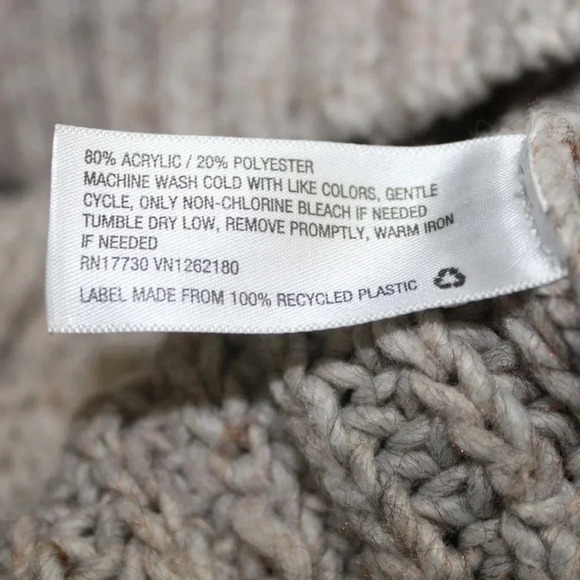 80% ACRYLIC / 20% POLYESTER
MACHINE WASH COLD WITH LIKE COLORS, GENTLE
CYCLE, ONLY NON-CHLORINE BLEACH IF NEEDED
TUMBLE DRY LOW, REMOVE PROMPTLY, WARM IRON
IF NEEDED
RN17730 VN1262180
LABEL MADE FROM 100% RECYCLED PLASTIC